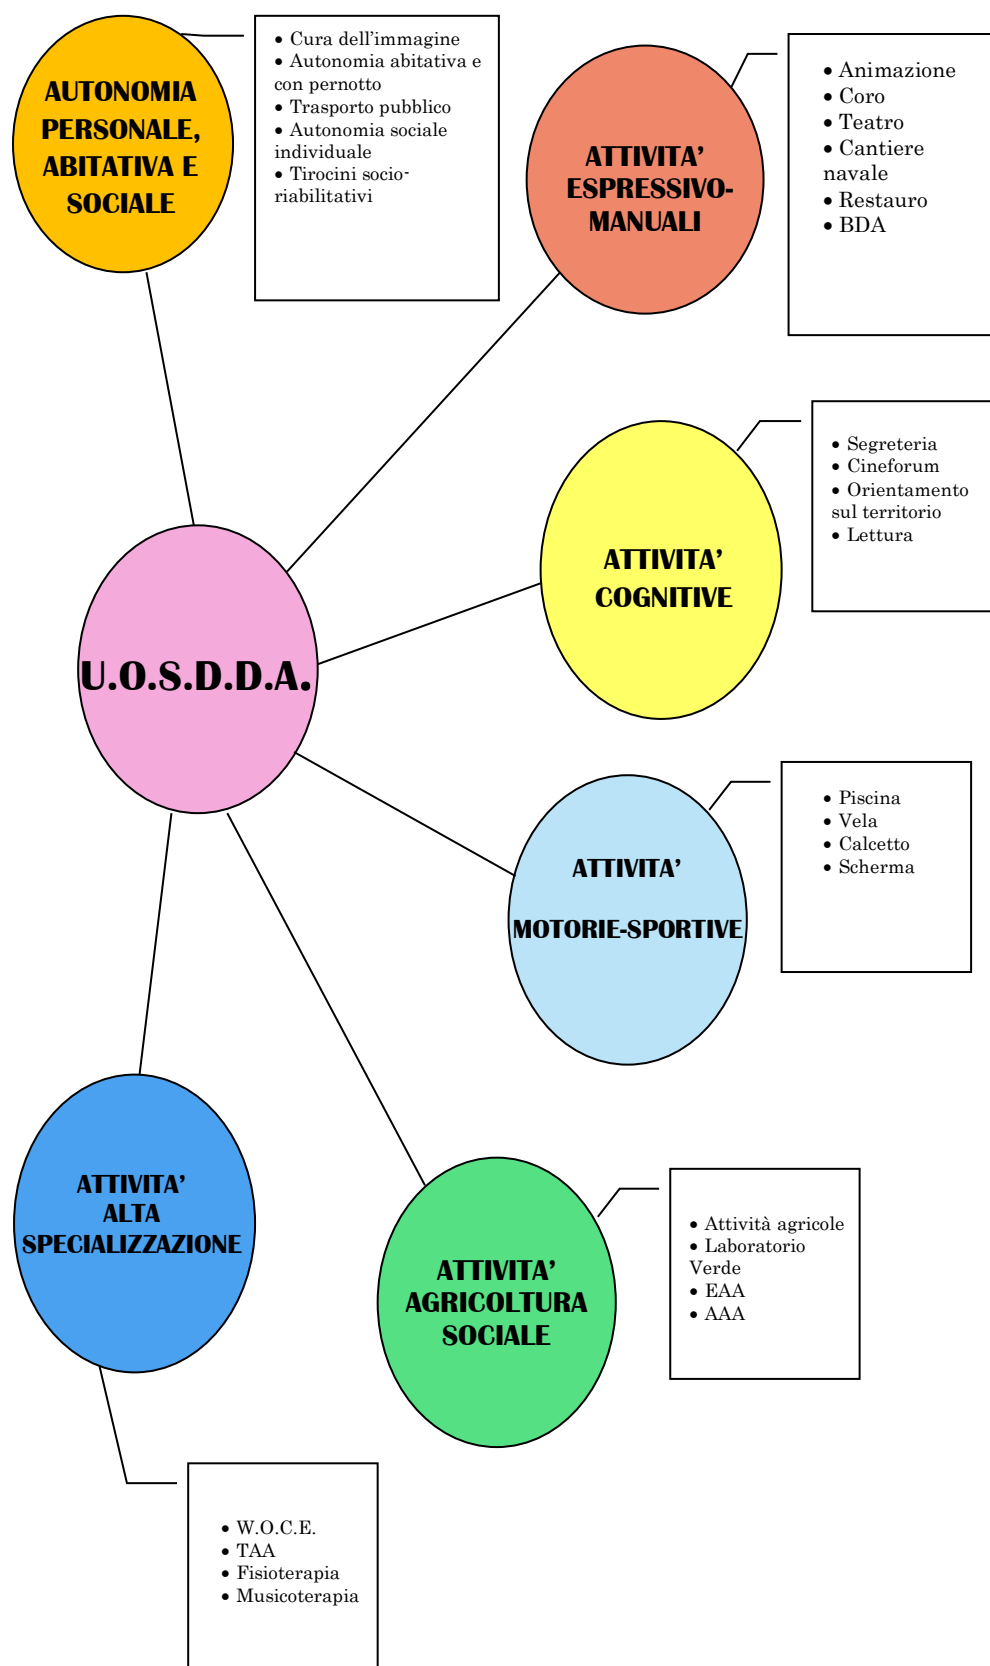 AUTONOMIA
PERSONALE,
ABITATIVA E
SOCIALE
• Cura dell'immagine
• Autonomia abitativa e
con pernotto
• Trasporto pubblico
• Autonomia sociale
individuale
• Tirocini socio-
riabilitativi
ATTIVITA'
ESPRESSIVO-
MANUALI
• Animazione
• Coro
• Teatro
• Cantiere
navale
• Restauro
• BDA
ATTIVITA'
COGNITIVE
• Segreteria
• Cineforum
• Orientamento
sul territorio
• Lettura
U.O.S.D.D.A.
ATTIVITA'
MOTORIE-SPORTIVE
• Piscina
• Vela
• Calcetto
• Scherma
ATTIVITA'
ALTA
SPECIALIZZAZIONE
ATTIVITA'
AGRICOLTURA
SOCIALE
• Attività agricole
• Laboratorio
Verde
• EAA
• AAA
• W.O.C.E.
• TAA
• Fisioterapia
• Musicoterapia